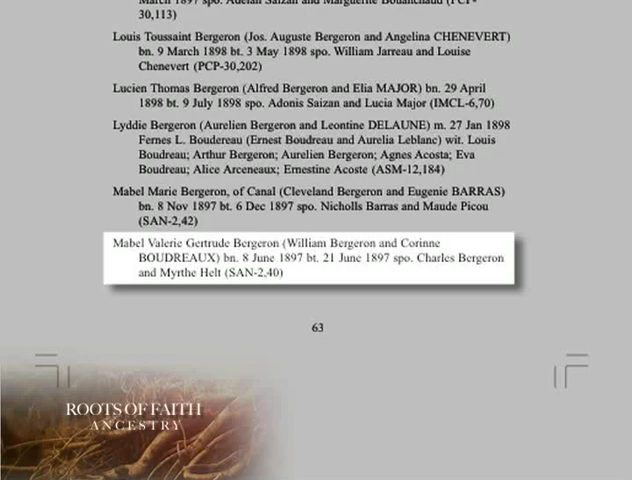 March 1897 spo. Adelan Saizan and Marguerite Bouanchaud (PCP-
30,113)
Louis Toussaint Bergeron (Jos. Auguste Bergeron and Angelina CHENEVERT)
bn. 9 March 1898 bt. 3 May 1898 spo. William Jarreau and Louise
Chenevert (PCP-30,202)
Lucien Thomas Bergeron (Alfred Bergeron and Elia MAJOR) bn. 29 April
1898 bt. 9 July 1898 spo. Adonis Saizan and Lucia Major (IMCL-6,70)
Lyddie Bergeron (Aurelien Bergeron and Leontine DELAUNE) m. 27 Jan 1898
Fernes L. Boudereau (Ernest Boudreau and Aurelia Leblanc) wit. Louis
Boudreau; Arthur Bergeron; Aurelien Bergeron; Agnes Acosta; Eva
Boudreau; Alice Arceneaux; Ernestine Acoste (ASM-12,184)
Mabel Marie Bergeron, of Canal (Cleveland Bergeron and Eugenie BARRAS)
bn. 8 Nov 1897 bt. 6 Dec 1897 spo. Nicholls Barras and Maude Picou
(SAN-2,42)
Mabel Valerie Gertrude Bergeron (William Bergeron and Corinne
BOUDREAUX) bn. 8 June 1897 bt. 21 June 1897 spo. Charles Bergeron
and Myrthe Helt (SAN-2,40)
63
ROOTS OF FAITH
ANCESTRY